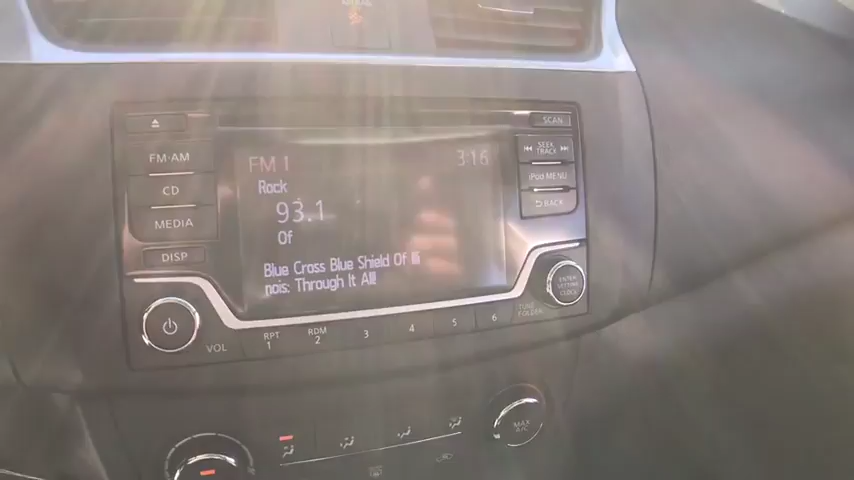 SCAN
FM·AM
CD
MEDIA
DISP
FM 1
3:16
Rock
93.1
Of
Blue Cross Blue Shield Of Illi
nois: Through It All
SEEK
TRACK
iPod MENU
BACK
ENTER
SETTING
CLOCK
TUNE
FOLDER
VOL
RPT
1
RDM
2
3
4
5
6
MAX
A/C